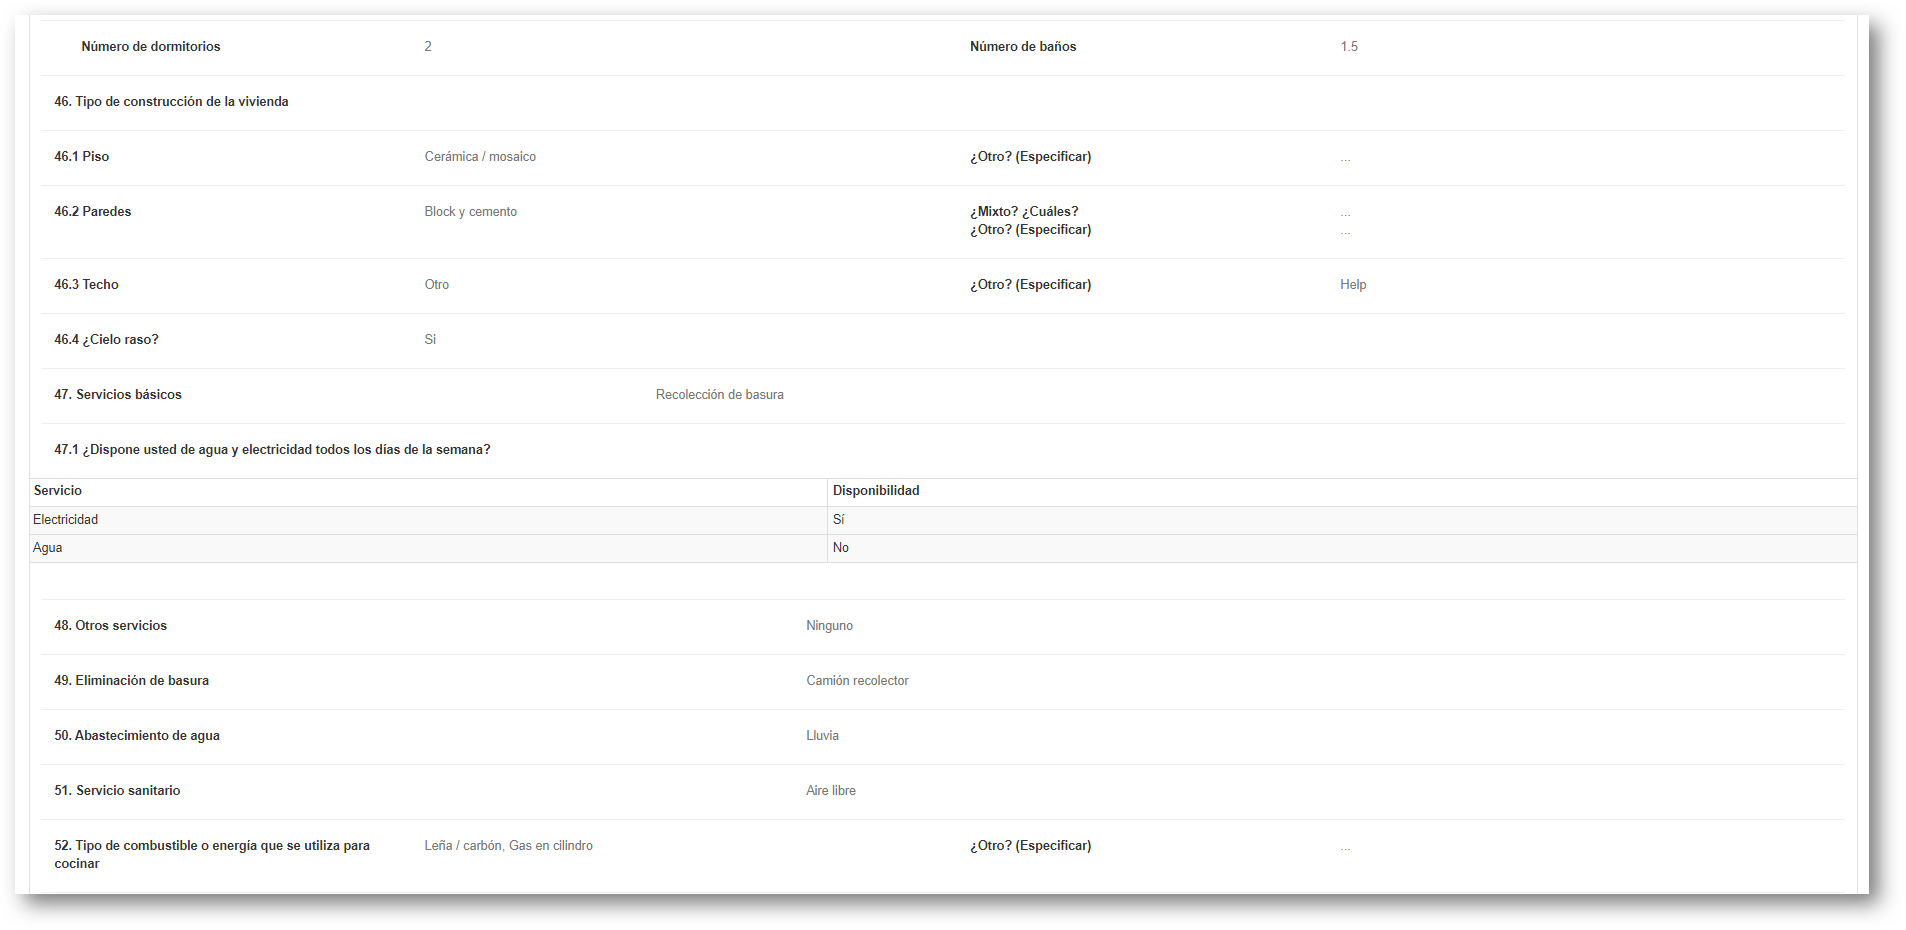 Número de dormitorios 2 Número de baños 1.5
46. Tipo de construcción de la vivienda
46.1 Piso Cerámica / mosaico ¿Otro? (Especificar) ...
46.2 Paredes Block y cemento ¿Mixto? ¿Cuáles? ...
¿Otro? (Especificar) ...
46.3 Techo Otro ¿Otro? (Especificar) Help
46.4 ¿Cielo raso? Si
47. Servicios básicos Recolección de basura
47.1 ¿Dispone usted de agua y electricidad todos los días de la semana?
Servicio Disponibilidad
Electricidad Sí
Agua No
48. Otros servicios Ninguno
49. Eliminación de basura Camión recolector
50. Abastecimiento de agua Lluvia
51. Servicio sanitario Aire libre
52. Tipo de combustible o energía que se utiliza para Leña / carbón, Gas en cilindro ¿Otro? (Especificar) ...
cocinar